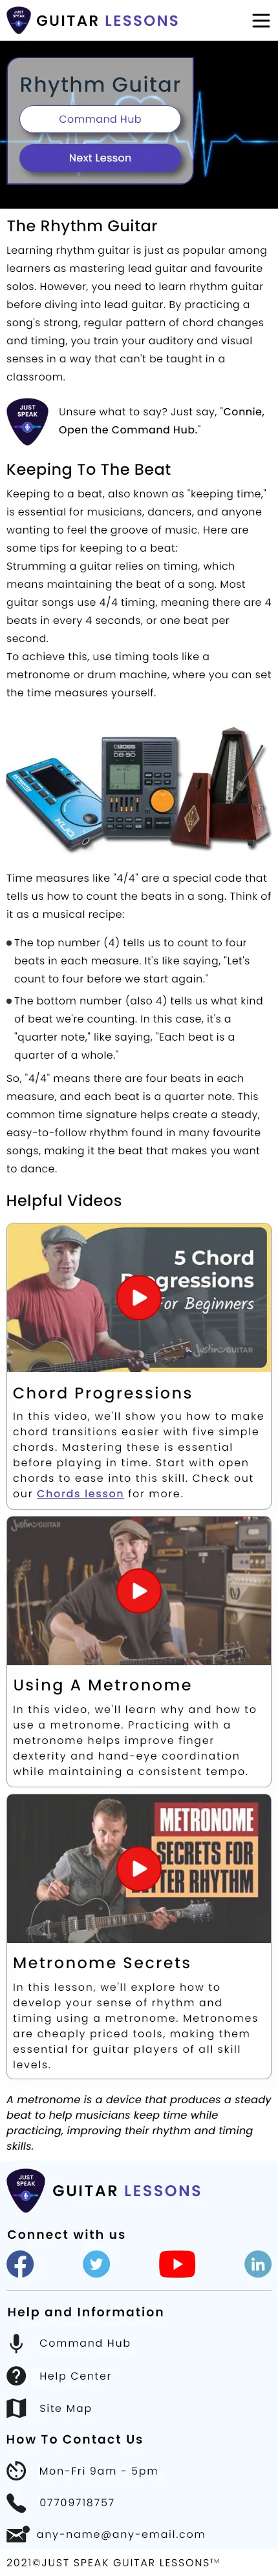 JUST
SPEAK
GUITAR LESSONS
Rhythm Guitar
Command Hub
Next Lesson
The Rhythm Guitar
Learning rhythm guitar is just as popular among
learners as mastering lead guitar and favourite
solos. However, you need to learn rhythm guitar
before diving into lead guitar. By practicing a
song's strong, regular pattern of chord changes
and timing, you train your auditory and visual
senses in a way that can't be taught in a
classroom.
JUST
SPEAK
Unsure what to say? Just say, "Connie,
Open the Command Hub."
Keeping To The Beat
Keeping to a beat, also known as "keeping time,"
is essential for musicians, dancers, and anyone
wanting to feel the groove of music. Here are
some tips for keeping to a beat:
Strumming a guitar relies on timing, which
means maintaining the beat of a song. Most
guitar songs use 4/4 timing, meaning there are 4
beats in every 4 seconds, or one beat per
second.
To achieve this, use timing tools like a
metronome or drum machine, where you can set
the time measures yourself.
BOSS
DB-90
Time measures like "4/4" are a special code that
tells us how to count the beats in a song. Think of
it as a musical recipe:
The top number (4) tells us to count to four
beats in each measure. It's like saying, "Let's
count to four before we start again."
The bottom number (also 4) tells us what kind
of beat we're counting. In this case, it's a
"quarter note," like saying, "Each beat is a
quarter of a whole."
So, "4/4" means there are four beats in each
measure, and each beat is a quarter note. This
common time signature helps create a steady,
easy-to-follow rhythm found in many favourite
songs, making it the beat that makes you want
to dance.
Helpful Videos
5 Chord
Progressions
For Beginners
JustinGUITAR
Chord Progressions
In this video, we'll show you how to make
chord transitions easier with five simple
chords. Mastering these is essential
before playing in time. Start with open
chords to ease into this skill. Check out
our Chords lesson for more.
JustinGUITAR
Using A Metronome
In this video, we'll learn why and how to
use a metronome. Practicing with a
metronome helps improve finger
dexterity and hand-eye coordination
while maintaining a consistent tempo.
METRONOME
SECRETS FOR
BETTER RHYTHM
Metronome Secrets
In this lesson, we'll explore how to
develop your sense of rhythm and
timing using a metronome. Metronomes
are cheaply priced tools, making them
essential for guitar players of all skill
levels.
A metronome is a device that produces a steady
beat to help musicians keep time while
practicing, improving their rhythm and timing
skills.
JUST
SPEAK
GUITAR LESSONS
Connect with us
Help and Information
Command Hub
Help Center
Site Map
How To Contact Us
Mon-Fri 9am - 5pm
07709718757
any-name@any-email.com
2021©JUST SPEAK GUITAR LESSONS™